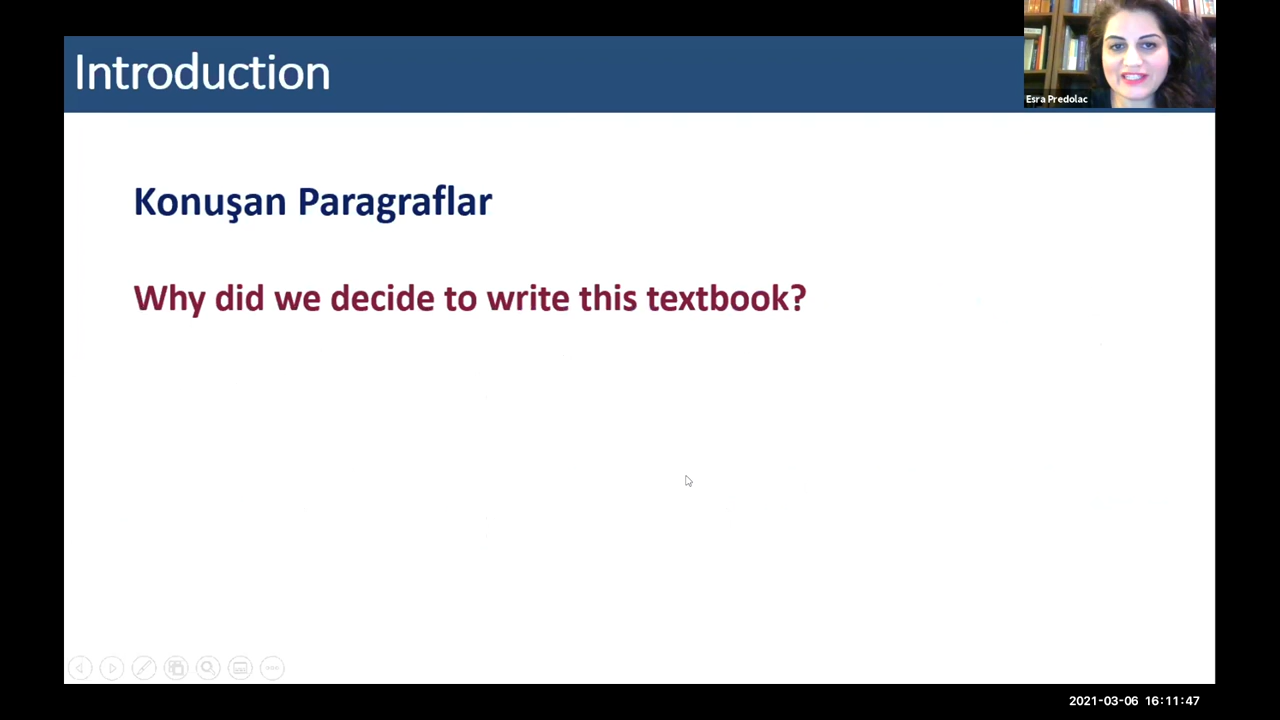 Introduction
Esra Predolac
Konuşan Paragraflar
Why did we decide to write this textbook?
2021-03-06 16:11:47